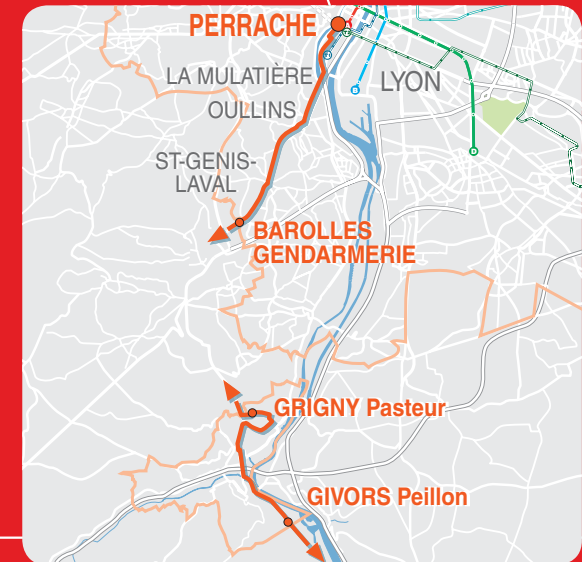 PERRACHE
LA MULATIÈRE
LYON
OULLINS
ST-GENIS-
LAVAL
BAROLLES
GENDARMERIE
GRIGNY Pasteur
GIVORS Peillon
B
D